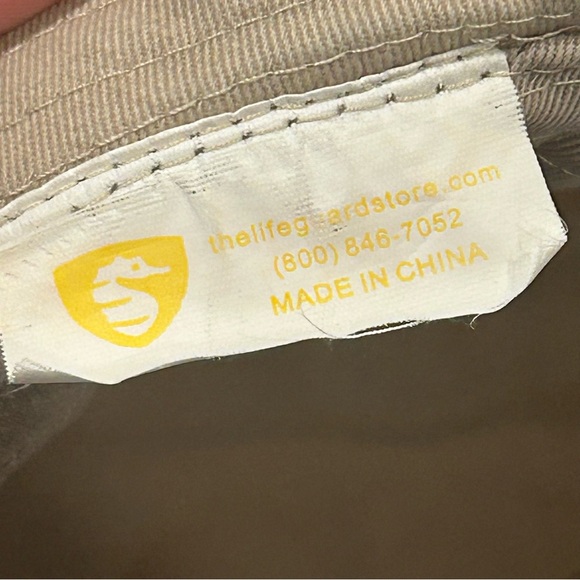 thelifeguardstore.com
(800) 846-7052
MADE IN CHINA